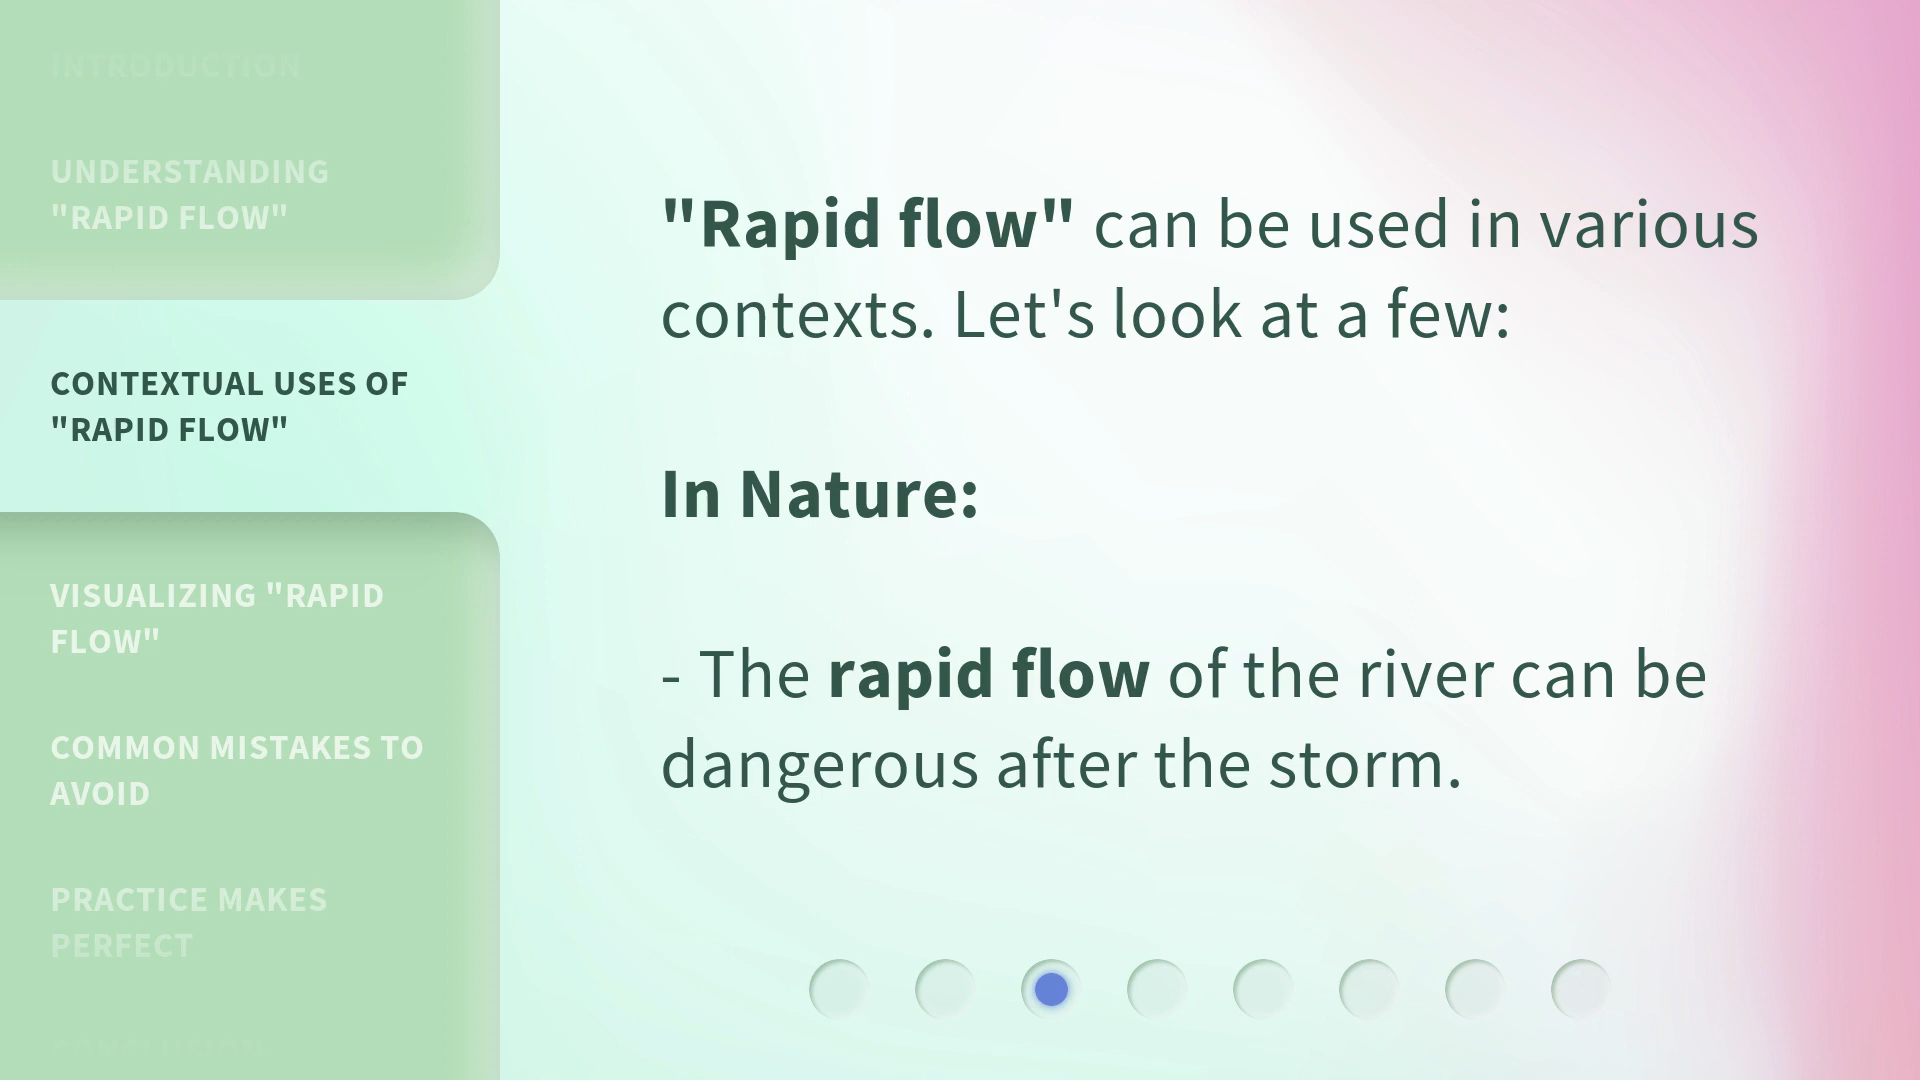 INTRODUCTION
UNDERSTANDING
"RAPID FLOW"
CONTEXTUAL USES OF
"RAPID FLOW"
VISUALIZING "RAPID
FLOW"
COMMON MISTAKES TO
AVOID
PRACTICE MAKES
PERFECT
CONCLUSION
"Rapid flow" can be used in various
contexts. Let's look at a few:
In Nature:
- The rapid flow of the river can be
dangerous after the storm.